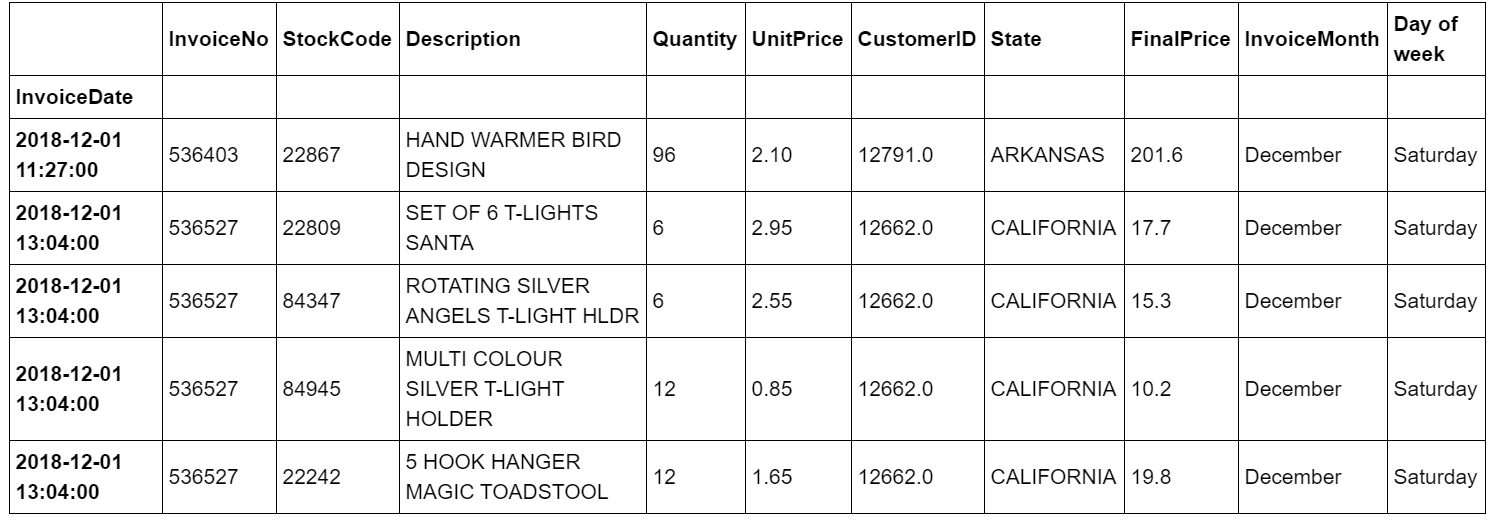 InvoiceNo StockCode Description Quantity UnitPrice CustomerID State FinalPrice InvoiceMonth Day of
week
InvoiceDate
2018-12-01
11:27:00 536403 22867 HAND WARMER BIRD
DESIGN 96 2.10 12791.0 ARKANSAS 201.6 December Saturday
2018-12-01
13:04:00 536527 22809 SET OF 6 T-LIGHTS
SANTA 6 2.95 12662.0 CALIFORNIA 17.7 December Saturday
2018-12-01
13:04:00 536527 84347 ROTATING SILVER
ANGELS T-LIGHT HLDR 6 2.55 12662.0 CALIFORNIA 15.3 December Saturday
2018-12-01
13:04:00 536527 84945 MULTI COLOUR
SILVER T-LIGHT
HOLDER 12 0.85 12662.0 CALIFORNIA 10.2 December Saturday
2018-12-01
13:04:00 536527 22242 5 HOOK HANGER
MAGIC TOADSTOOL 12 1.65 12662.0 CALIFORNIA 19.8 December Saturday